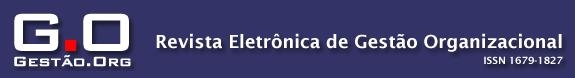 G.O
GESTÃO.ORG
Revista Eletrônica de Gestão Organizacional
ISSN 1679-1827